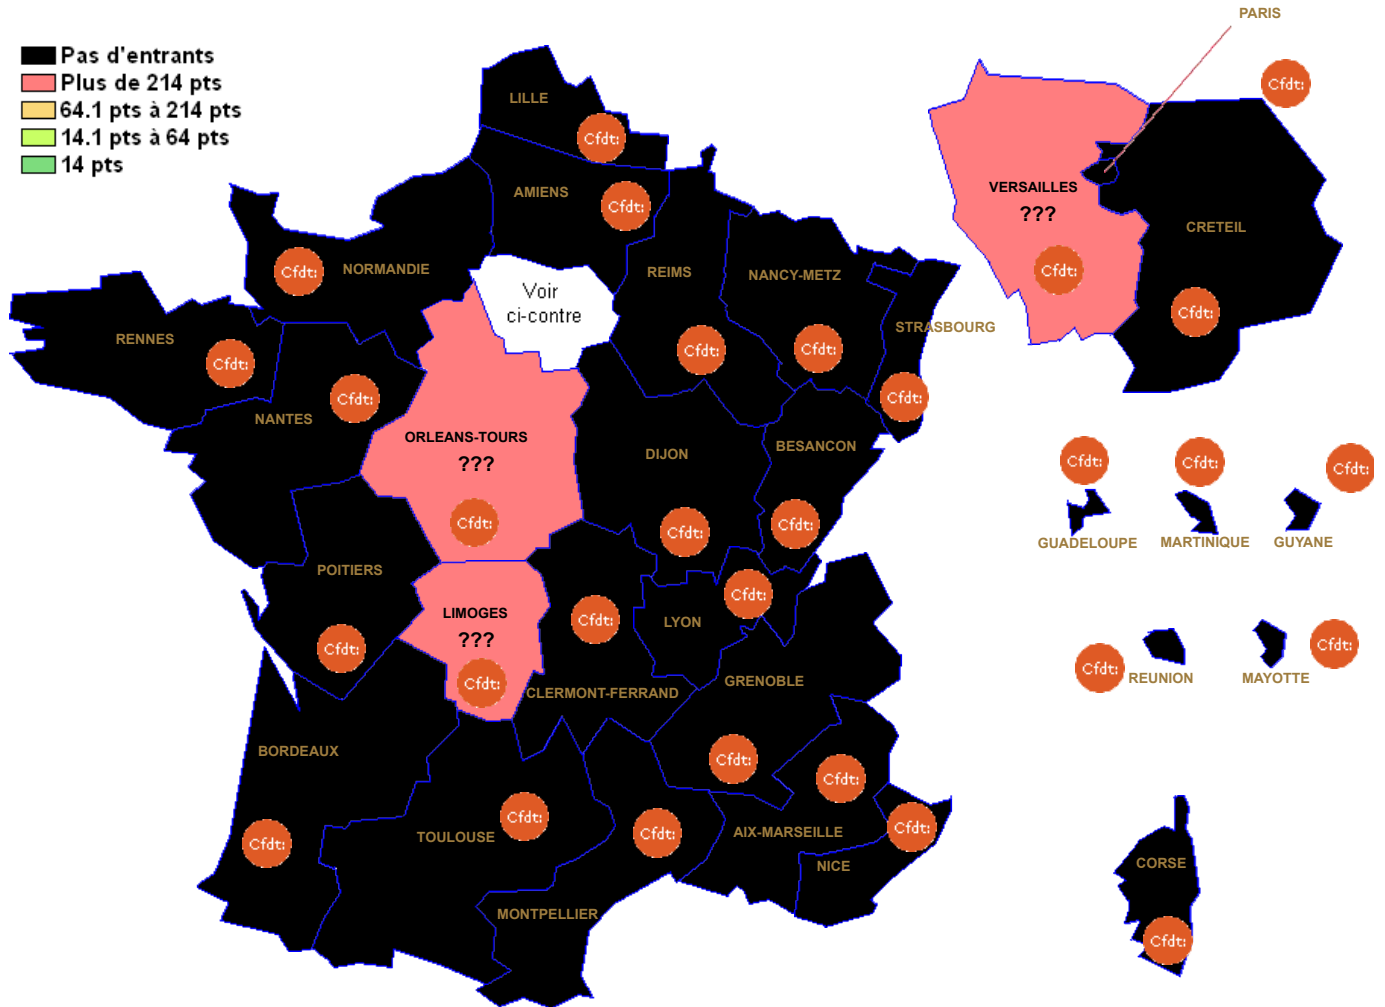 PARIS
Pas d'entrants
Plus de 214 pts
64.1 pts à 214 pts
14.1 pts à 64 pts
14 pts
LILLE
Cfdt:
Cfdt:
AMIENS
Cfdt:
VERSAILLES
???
Cfdt:
CRETEIL
Cfdt:
NORMANDIE
Cfdt:
REIMS
Cfdt:
NANCY-METZ
Cfdt:
Voir
ci-contre
STRASBOURG
Cfdt:
RENNES
Cfdt:
NANTES
Cfdt:
ORLEANS-TOURS
???
Cfdt:
DIJON
Cfdt:
BESANCON
Cfdt:
Cfdt:
GUADELOUPE
Cfdt:
MARTINIQUE
Cfdt:
GUYANE
POITIERS
Cfdt:
LIMOGES
???
Cfdt:
Cfdt:
CLERMONT-FERRAND
LYON
Cfdt:
GRENOBLE
Cfdt:
Cfdt:
REUNION
MAYOTTE
Cfdt:
BORDEAUX
Cfdt:
TOULOUSE
Cfdt:
MONTPELLIER
Cfdt:
AIX-MARSEILLE
Cfdt:
NICE
Cfdt:
CORSE
Cfdt: